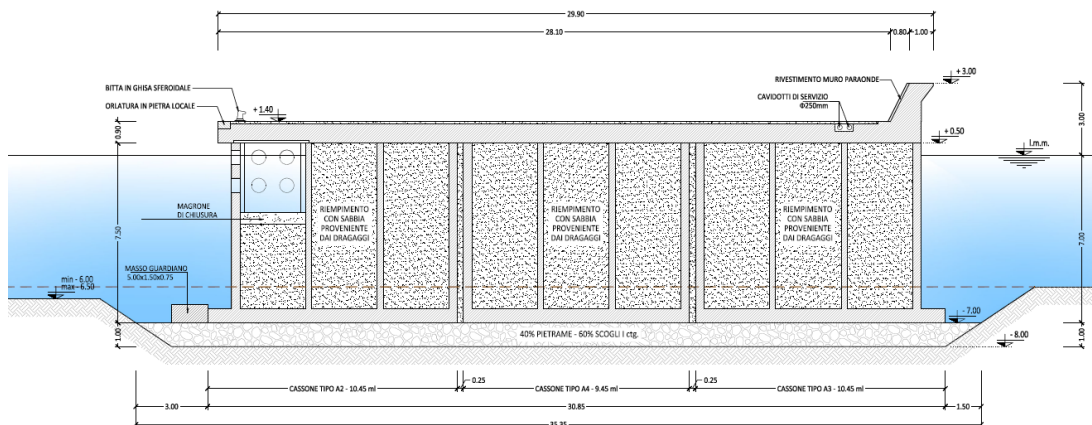 29.90
28.10
0.80
1.00
RIVESTIMENTO MURO PARAONDE
+ 3.00
BITTA IN GHISA SFEROIDALE
CAVIDOTTI DI SERVIZIO
Φ250mm
ORLATURA IN PIETRA LOCALE
+ 1.40
0.90
3.00
+ 0.50
l.m.m.
MAGRONE
DI CHIUSURA
RIEMPIMENTO
CON SABBIA
PROVENIENTE
DAI DRAGAGGI
RIEMPIMENTO
CON SABBIA
PROVENIENTE
DAI DRAGAGGI
RIEMPIMENTO
CON SABBIA
PROVENIENTE
DAI DRAGAGGI
7.50
7.00
MASSO GUARDIANO
5.00x1.50x0.75
min - 6.00
max - 6.50
- 7.00
1.00
40% PIETRAME - 60% SCOGLI I ctg.
- 8.00
1.00
0.25
0.25
CASSONE TIPO A2 - 10.45 ml
CASSONE TIPO A4 - 9.45 ml
CASSONE TIPO A3 - 10.45 ml
3.00
30.85
1.50
35.35